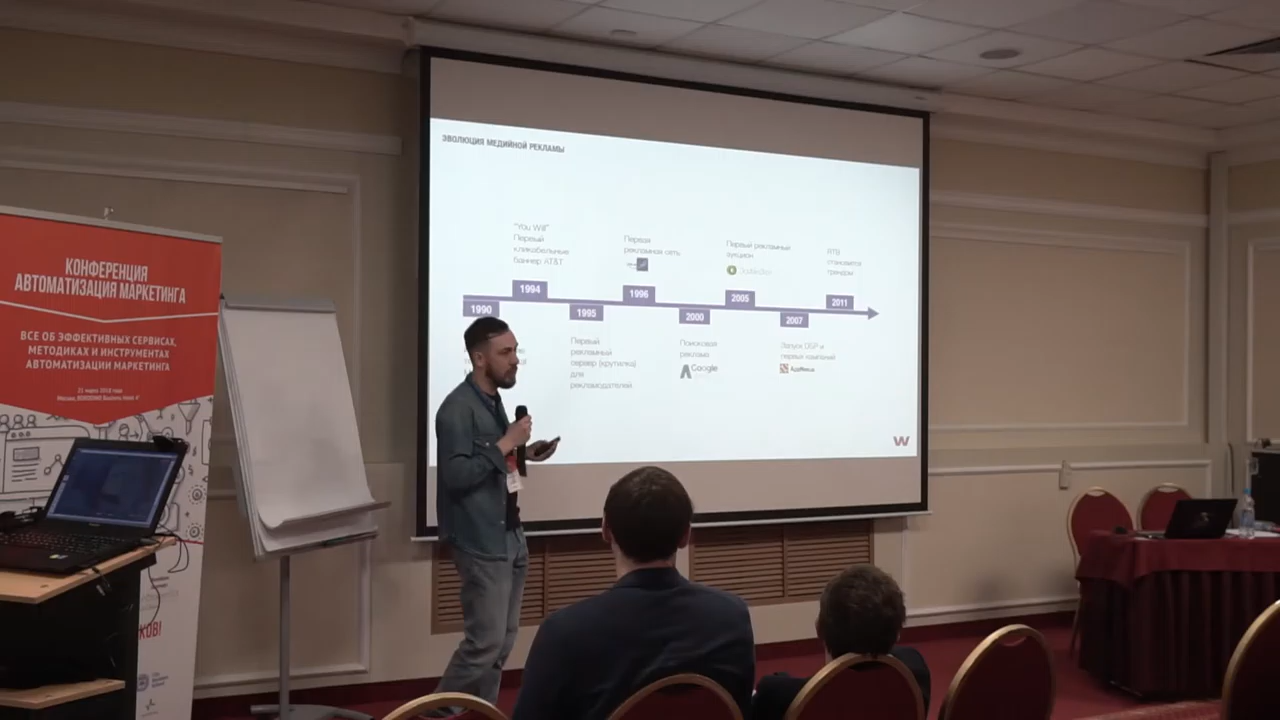 КОНФЕРЕНЦИЯ
АВТОМАТИЗАЦИЯ МАРКЕТИНГА
ВСЕ ОБ ЭФФЕКТИВНЫХ СЕРВИСАХ,
МЕТОДИКАХ И ИНСТРУМЕНТАХ
АВТОМАТИЗАЦИИ МАРКЕТИНГА
ЭВОЛЮЦИЯ МЕДИЙНОЙ РЕКЛАМЫ
"You Will"
Первый
кликабельные
баннер AT&T
Первая
рекламная сеть
Первый рекламный
аукцион
RTB
становится
трендом
1990
1994
1995
1996
2000
2005
2007
2011
Первый
рекламный
сервер (крутилка)
для
рекламодателей
Поисковая
реклама
Google
Запуск DSP и
первых кампаний
AppNexus
W